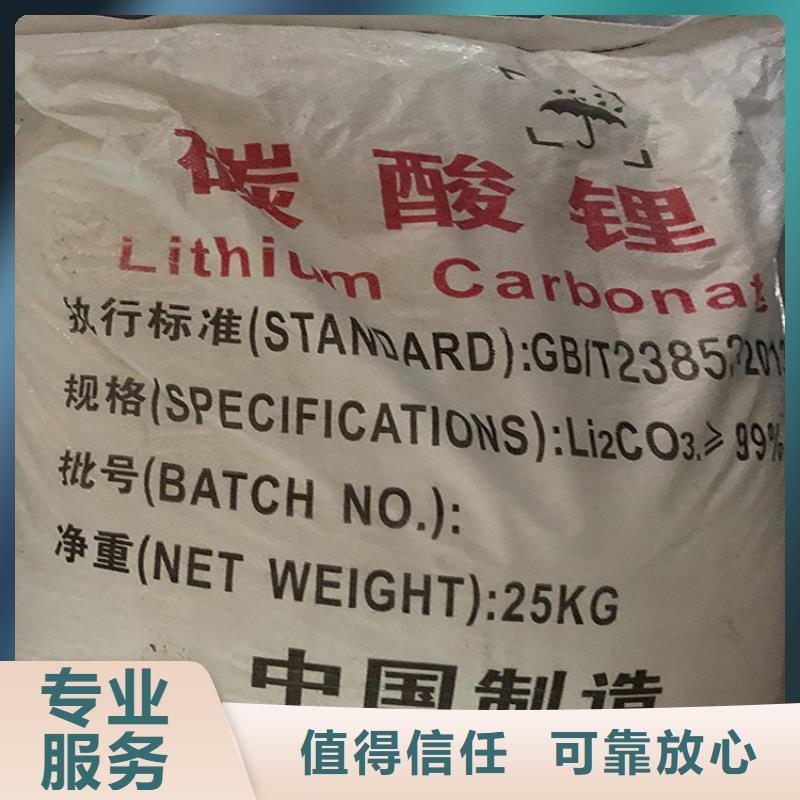 碳酸锂
Lithium Carbonat
执行标准(STANDARD):GB/T23853?201
规格(SPECIFICATIONS):Li2CO3.≥99%
批号(BATCH NO.):
净重(NET WEIGHT):25KG
中国制造
专业
服务
值得信任 可靠放心